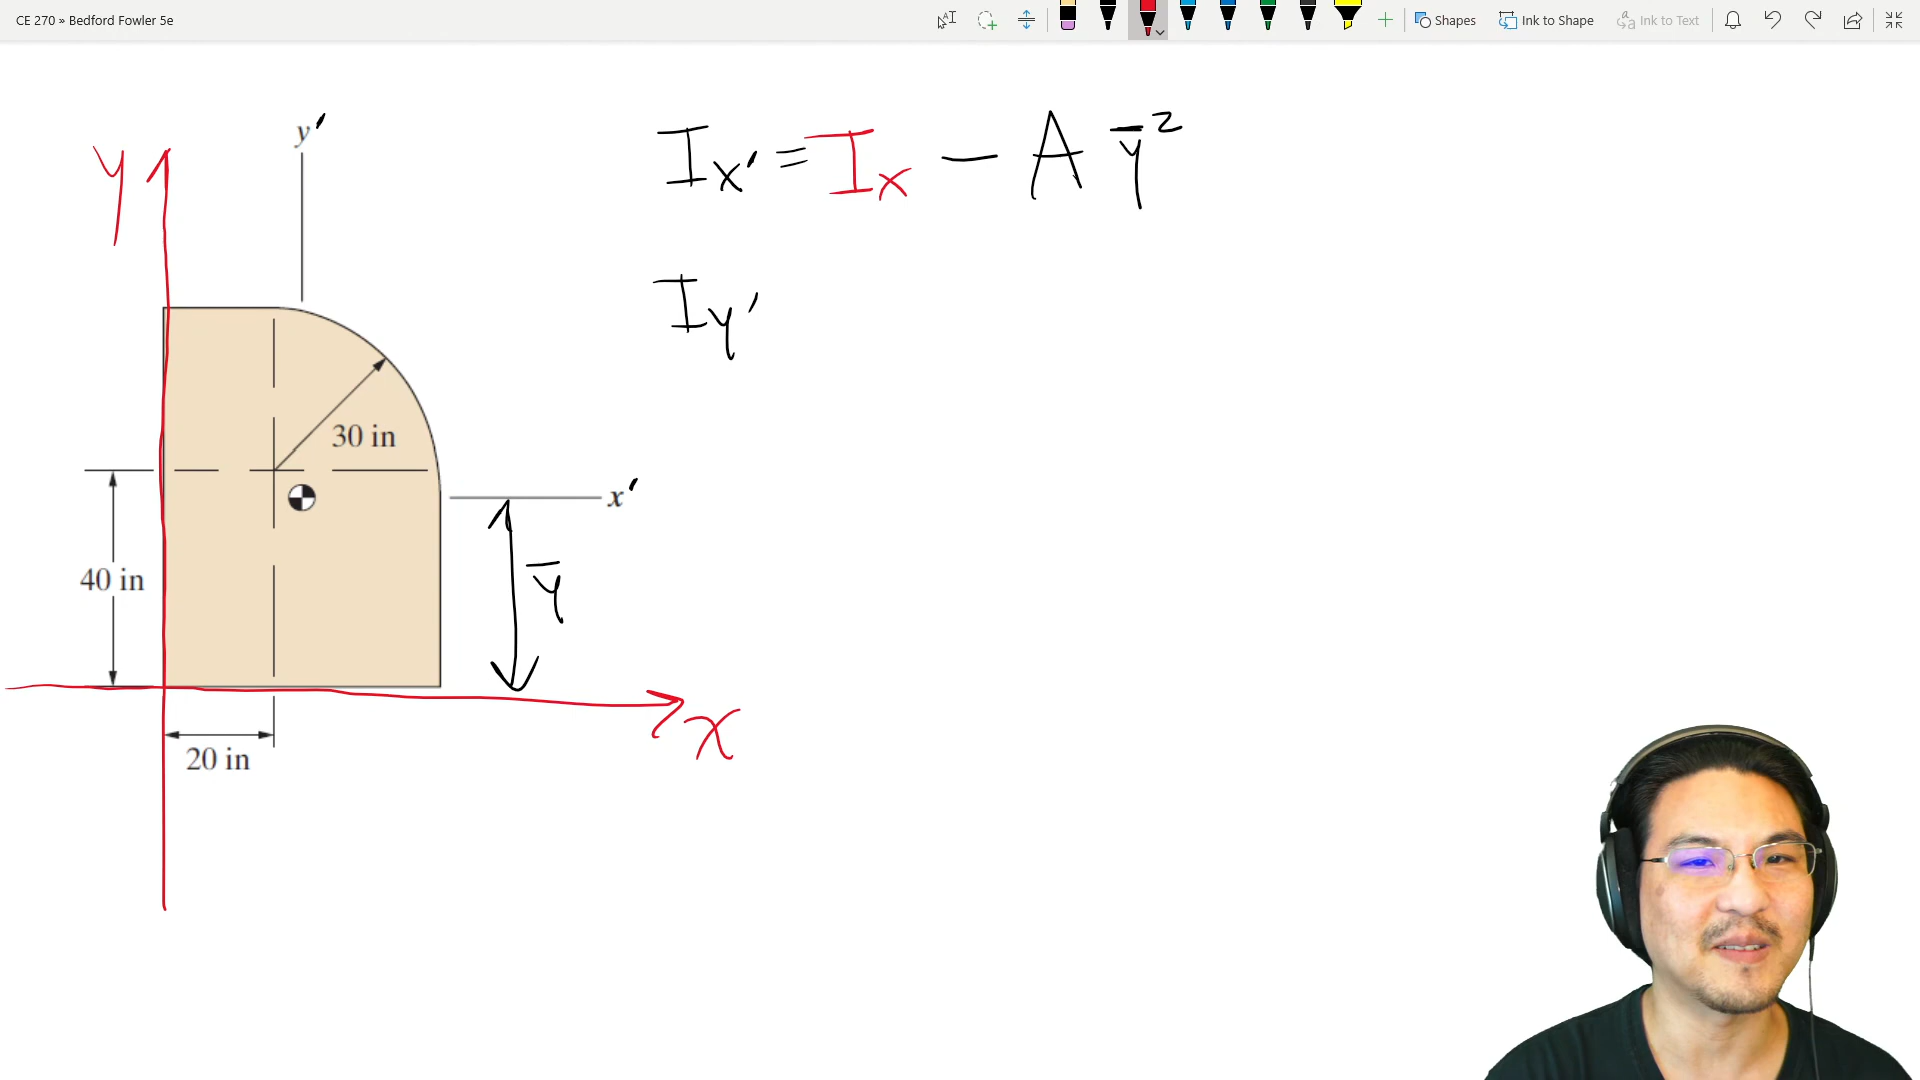 CE 270 » Bedford Fowler 5e
Shapes
Ink to Shape
Ink to Text
y'
y
Ix' = Ix − A ȳ²
Iy'
30 in
x'
40 in
ȳ
x
20 in